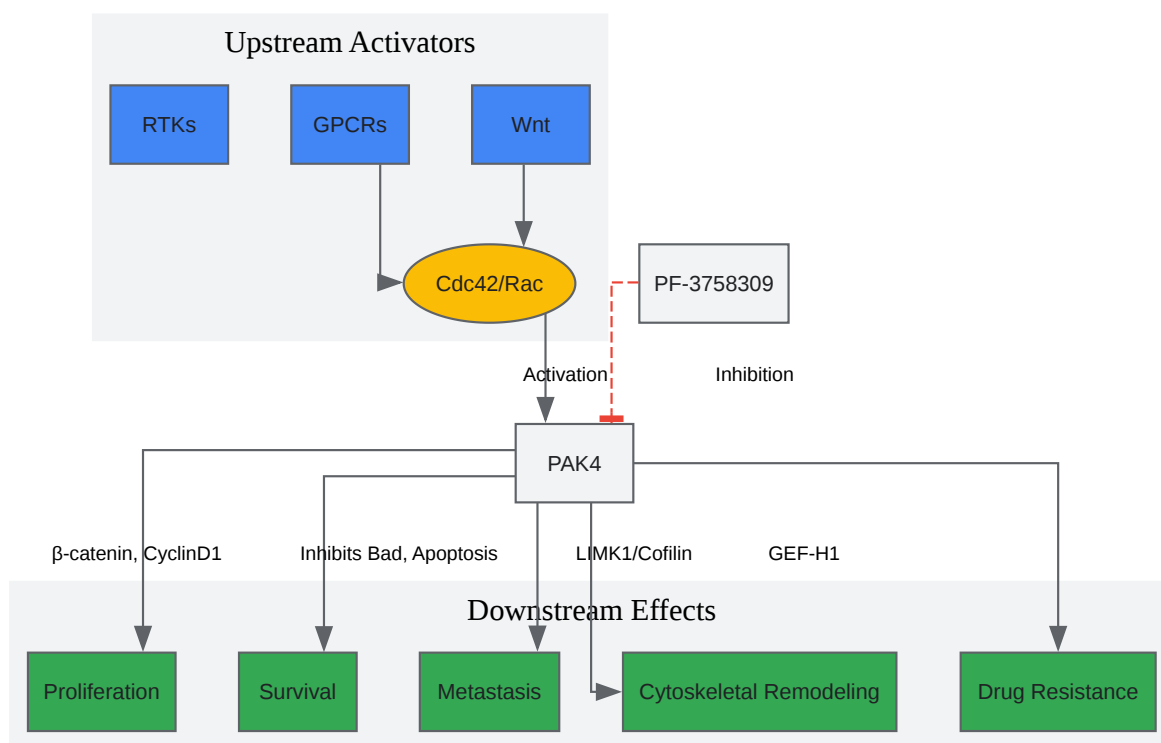 Upstream Activators
RTKs
GPCRs
Wnt
Cdc42/Rac
PF-3758309
Activation
Inhibition
PAK4
β-catenin, CyclinD1
Inhibits Bad, Apoptosis
LIMK1/Cofilin
GEF-H1
Downstream Effects
Proliferation
Survival
Metastasis
Cytoskeletal Remodeling
Drug Resistance